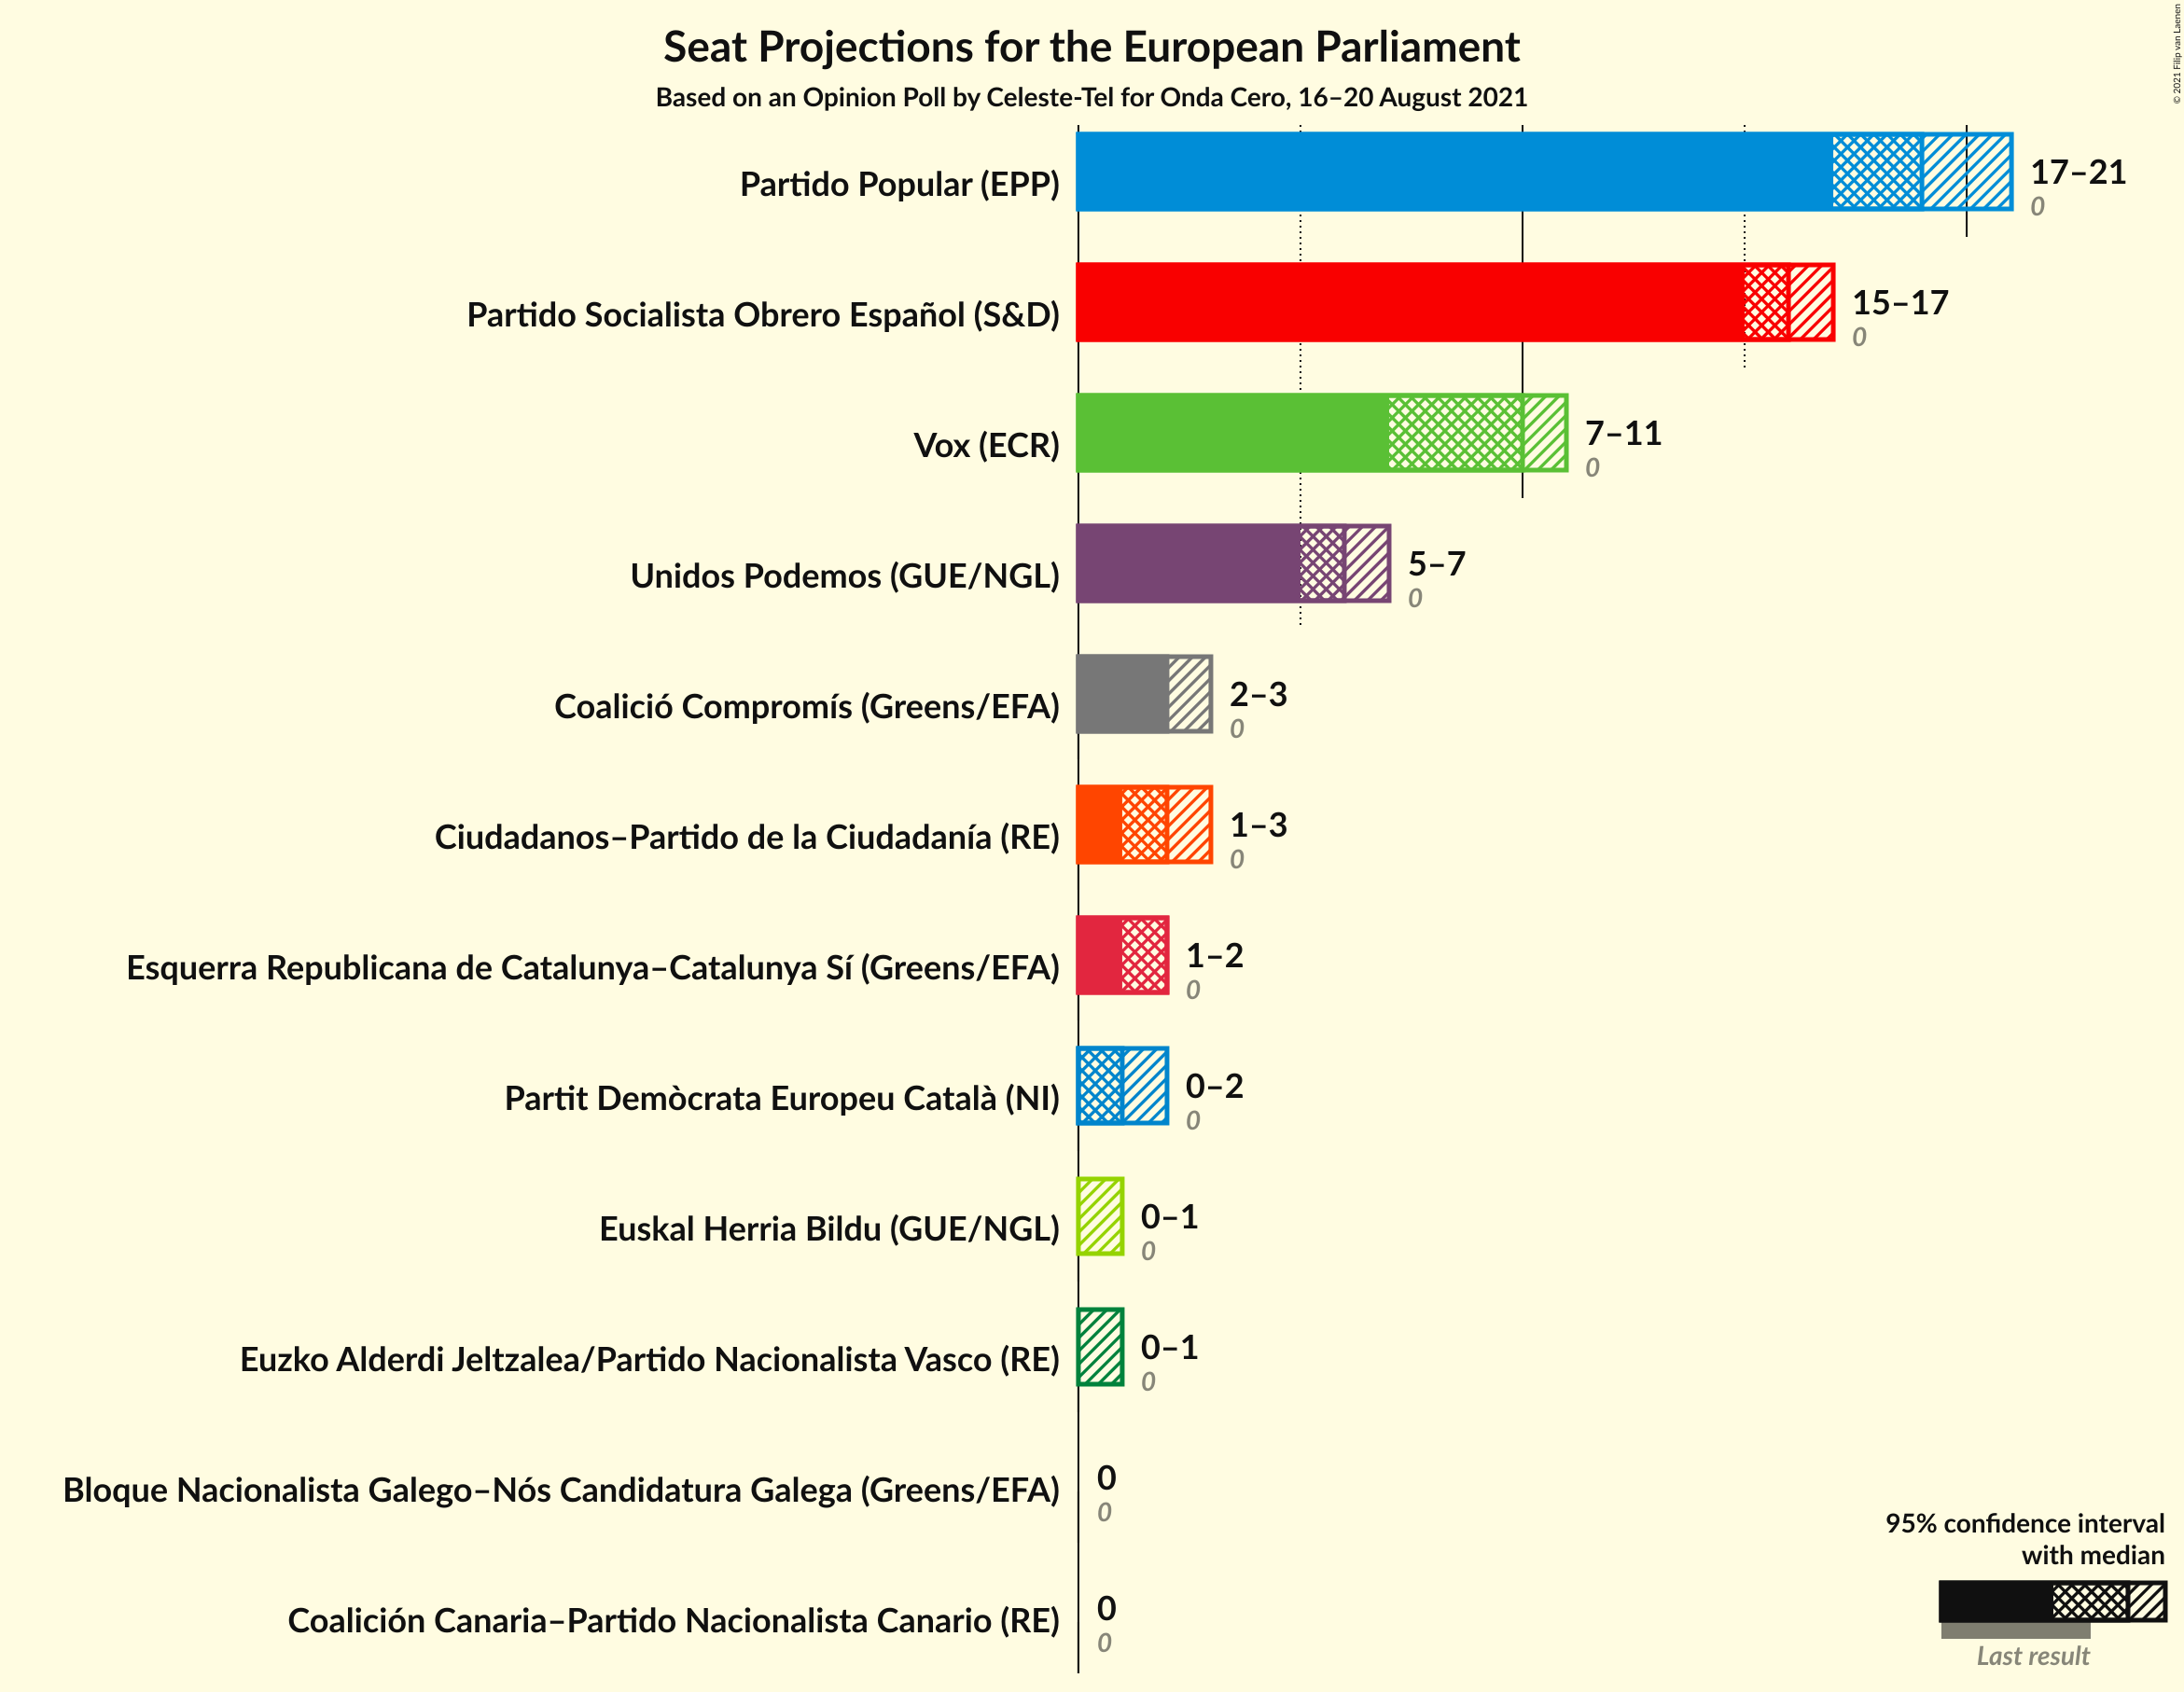 Seat Projections for the European Parliament
Based on an Opinion Poll by Celeste-Tel for Onda Cero, 16–20 August 2021
© 2021 Filip van Laenen
Partido Popular (EPP)
17–21
0
Partido Socialista Obrero Español (S&D)
15–17
0
Vox (ECR)
7–11
0
Unidos Podemos (GUE/NGL)
5–7
0
Coalició Compromís (Greens/EFA)
2–3
0
Ciudadanos–Partido de la Ciudadanía (RE)
1–3
0
Esquerra Republicana de Catalunya–Catalunya Sí (Greens/EFA)
1–2
0
Partit Demòcrata Europeu Català (NI)
0–2
0
Euskal Herria Bildu (GUE/NGL)
0–1
0
Euzko Alderdi Jeltzalea/Partido Nacionalista Vasco (RE)
0–1
0
Bloque Nacionalista Galego–Nós Candidatura Galega (Greens/EFA)
0
0
Coalición Canaria–Partido Nacionalista Canario (RE)
0
0
95% confidence interval
with median
Last result